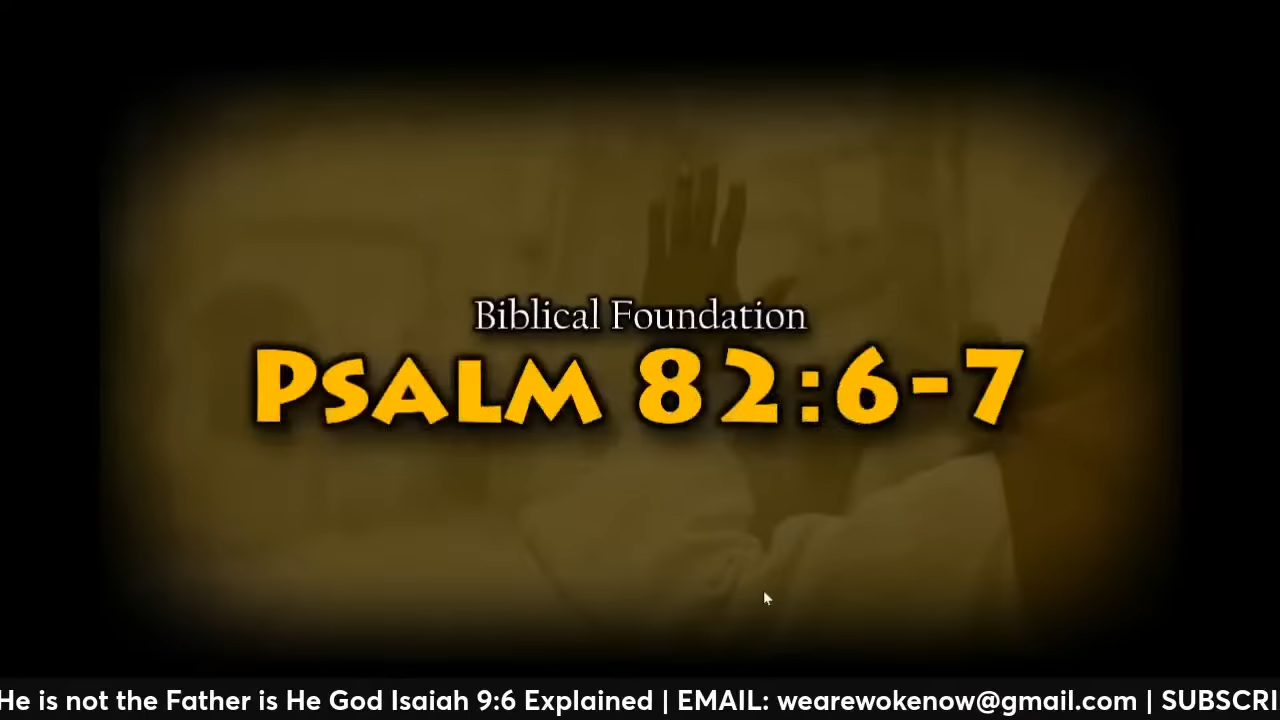 Biblical Foundation
Psalm 82:6-7
He is not the Father is He God Isaiah 9:6 Explained | EMAIL: wearewokenow@gmail.com | SUBSCRI